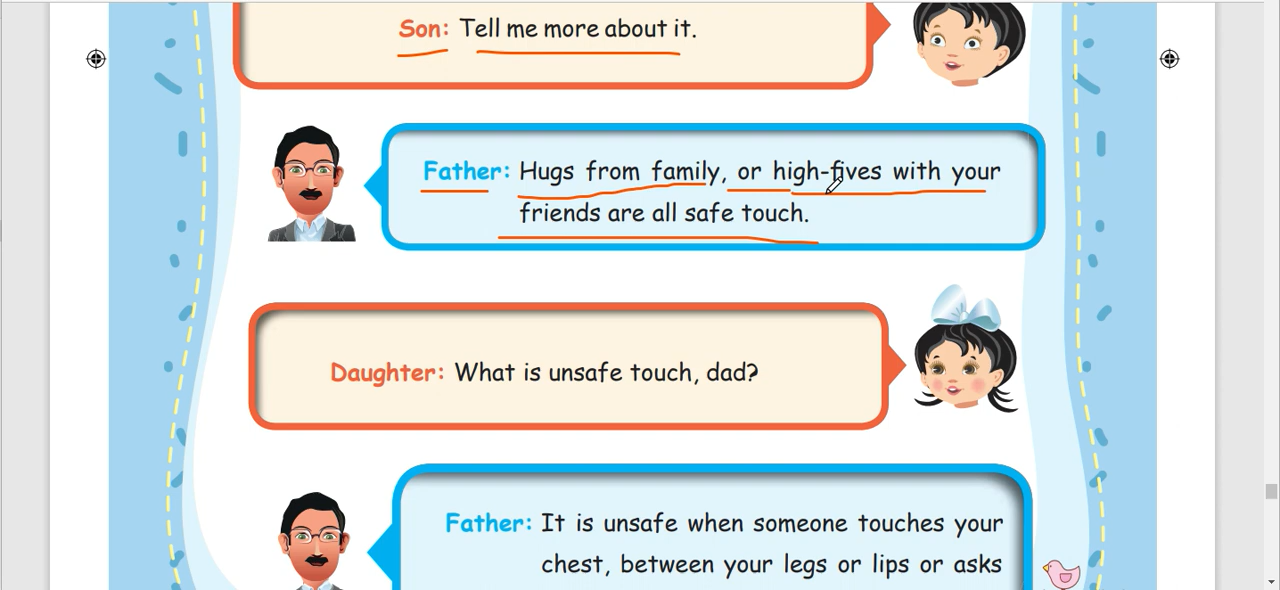 Son: Tell me more about it.
Father: Hugs from family, or high-fives with your
friends are all safe touch.
Daughter: What is unsafe touch, dad?
Father: It is unsafe when someone touches your
chest, between your legs or lips or asks